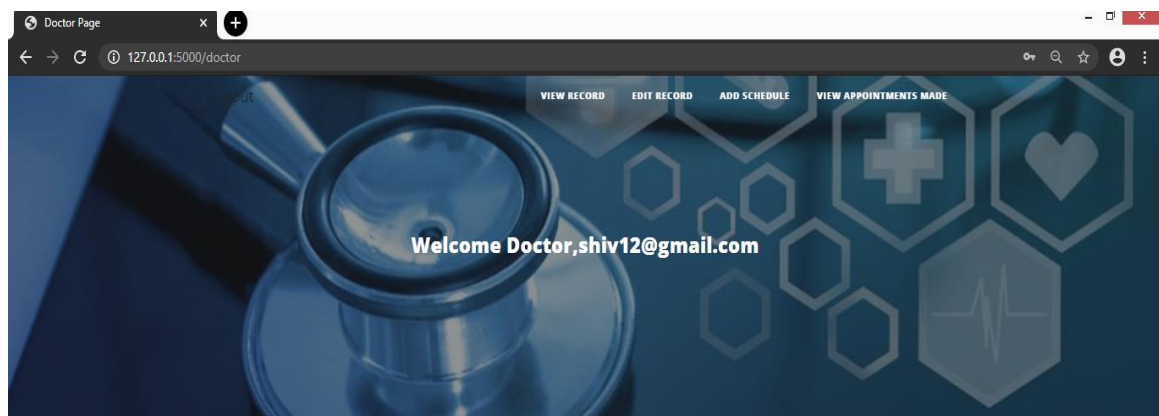 Doctor Page
127.0.0.1:5000/doctor
VIEW RECORD EDIT RECORD ADD SCHEDULE VIEW APPOINTMENTS MADE
Welcome Doctor,shiv12@gmail.com